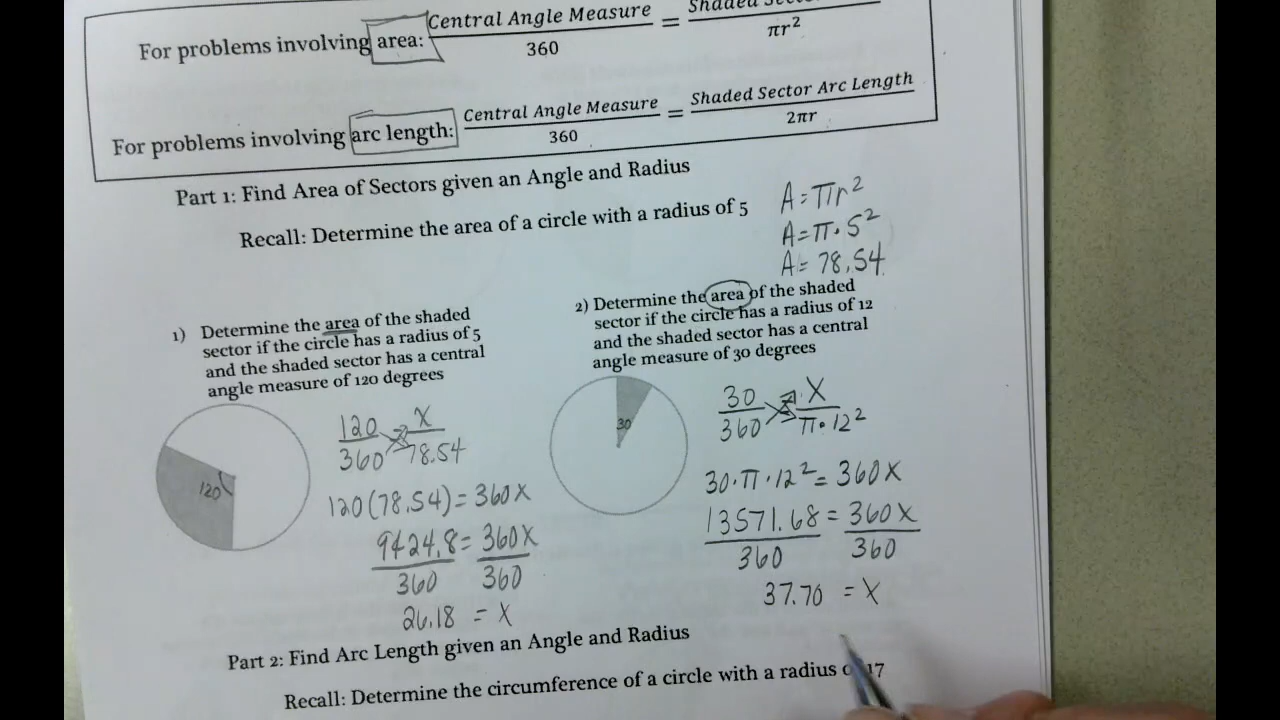 For problems involving area: Central Angle Measure / 360 = Shaded / πr²
For problems involving arc length: Central Angle Measure / 360 = Shaded Sector Arc Length / 2πr
Part 1: Find Area of Sectors given an Angle and Radius
Recall: Determine the area of a circle with a radius of 5
A = πr²
A = π · 5²
A = 78.54
1) Determine the area of the shaded
sector if the circle has a radius of 5
and the shaded sector has a central
angle measure of 120 degrees
120
120 / 360 = X / 78.54
120(78.54) = 360X
9424.8 = 360X
360 360
26.18 = X
2) Determine the area of the shaded
sector if the circle has a radius of 12
and the shaded sector has a central
angle measure of 30 degrees
30
30 / 360 = X / π · 12²
30 · π · 12² = 360X
13571.68 = 360X
360 360
37.70 = X
Part 2: Find Arc Length given an Angle and Radius
Recall: Determine the circumference of a circle with a radius of 17